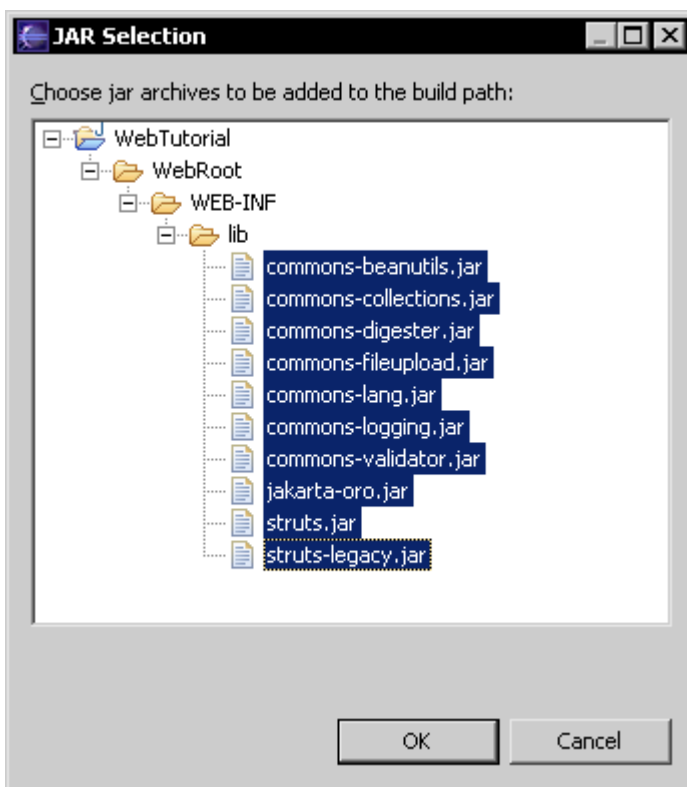 JAR Selection
Choose jar archives to be added to the build path:
WebTutorial
WebRoot
WEB-INF
lib
commons-beanutils.jar
commons-collections.jar
commons-digester.jar
commons-fileupload.jar
commons-lang.jar
commons-logging.jar
commons-validator.jar
jakarta-oro.jar
struts.jar
struts-legacy.jar
OK Cancel